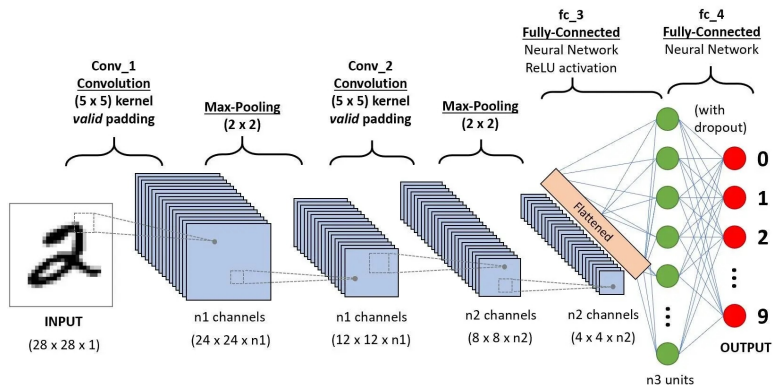 fc_3
Fully-Connected
Neural Network
ReLU activation
fc_4
Fully-Connected
Neural Network
Conv_1
Convolution
(5 x 5) kernel
valid padding
Max-Pooling
(2 x 2)
Conv_2
Convolution
(5 x 5) kernel
valid padding
Max-Pooling
(2 x 2)
(with
dropout)
2
Flattened
0
1
2
9
INPUT
(28 x 28 x 1)
n1 channels
(24 x 24 x n1)
n1 channels
(12 x 12 x n1)
n2 channels
(8 x 8 x n2)
n2 channels
(4 x 4 x n2)
OUTPUT
n3 units